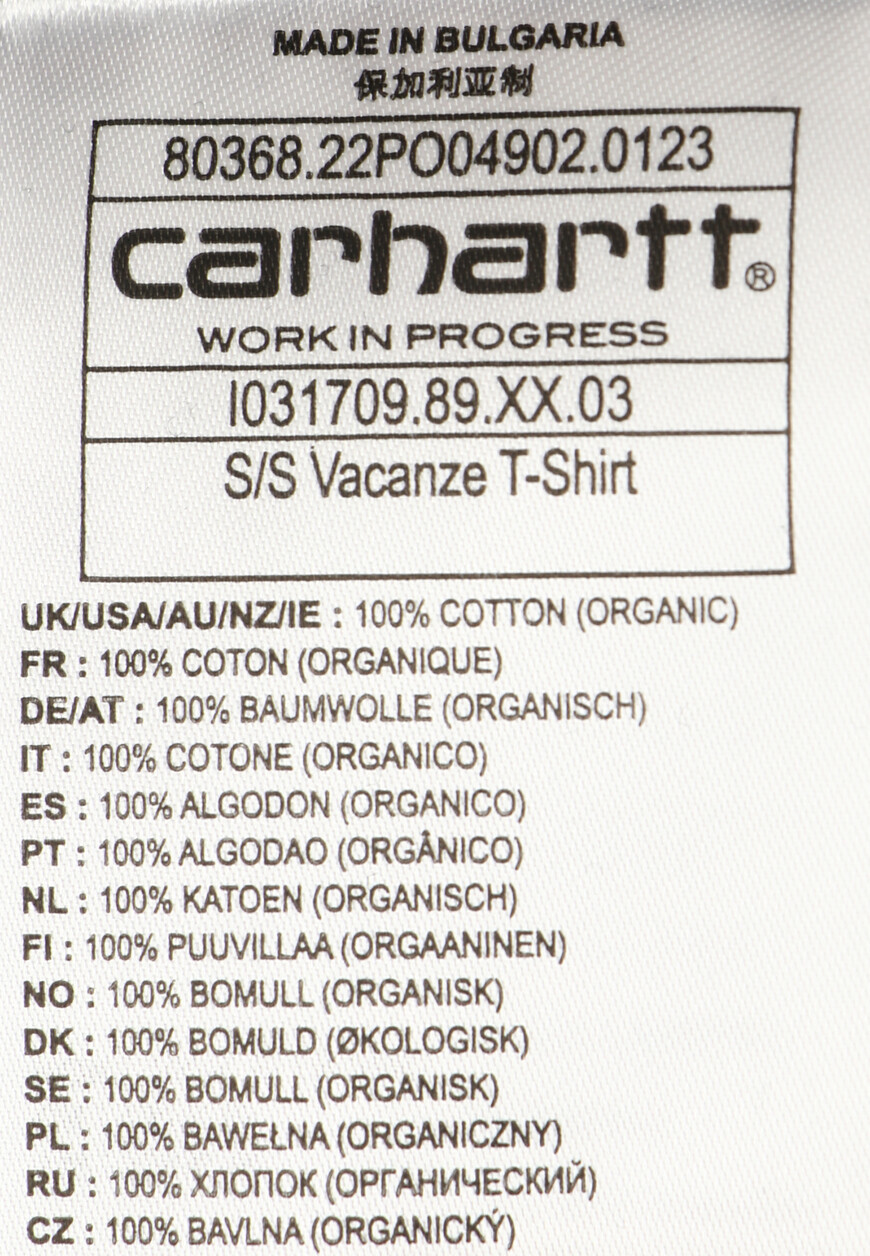 MADE IN BULGARIA
保加利亚制
80368.22PO04902.0123
carhartt®
WORK IN PROGRESS
I031709.89.XX.03
S/S Vacanze T-Shirt
UK/USA/AU/NZ/IE : 100% COTTON (ORGANIC)
FR : 100% COTON (ORGANIQUE)
DE/AT : 100% BAUMWOLLE (ORGANISCH)
IT : 100% COTONE (ORGANICO)
ES : 100% ALGODON (ORGANICO)
PT : 100% ALGODAO (ORGÂNICO)
NL : 100% KATOEN (ORGANISCH)
FI : 100% PUUVILLAA (ORGAANINEN)
NO : 100% BOMULL (ORGANISK)
DK : 100% BOMULD (ØKOLOGISK)
SE : 100% BOMULL (ORGANISK)
PL : 100% BAWEŁNA (ORGANICZNY)
RU : 100% ХЛОПОК (ОРГАНИЧЕСКИЙ)
CZ : 100% BAVLNA (ORGANICKÝ)